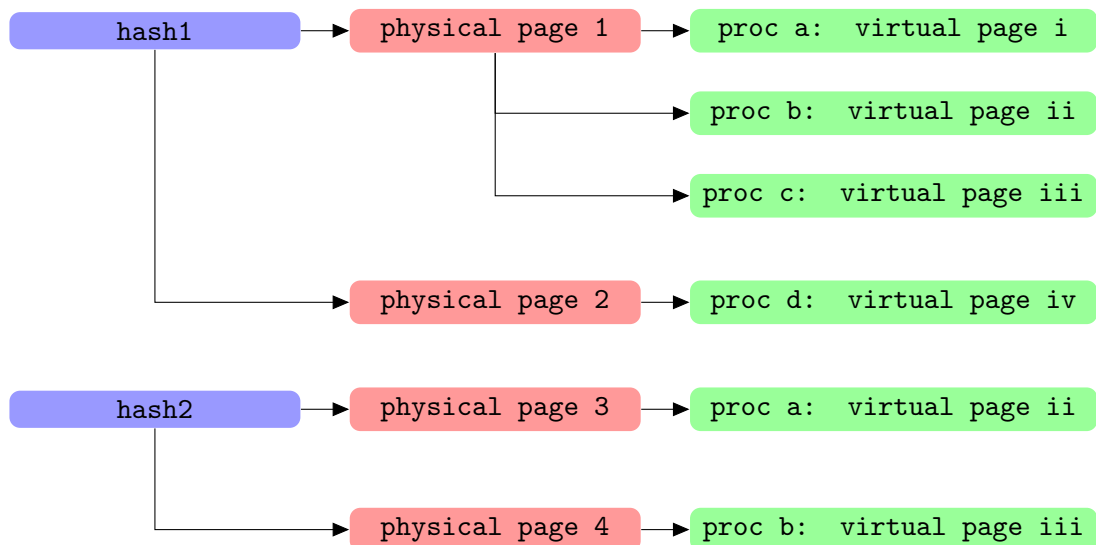 hash1
physical page 1
proc a: virtual page i
proc b: virtual page ii
proc c: virtual page iii
physical page 2
proc d: virtual page iv
hash2
physical page 3
proc a: virtual page ii
physical page 4
proc b: virtual page iii